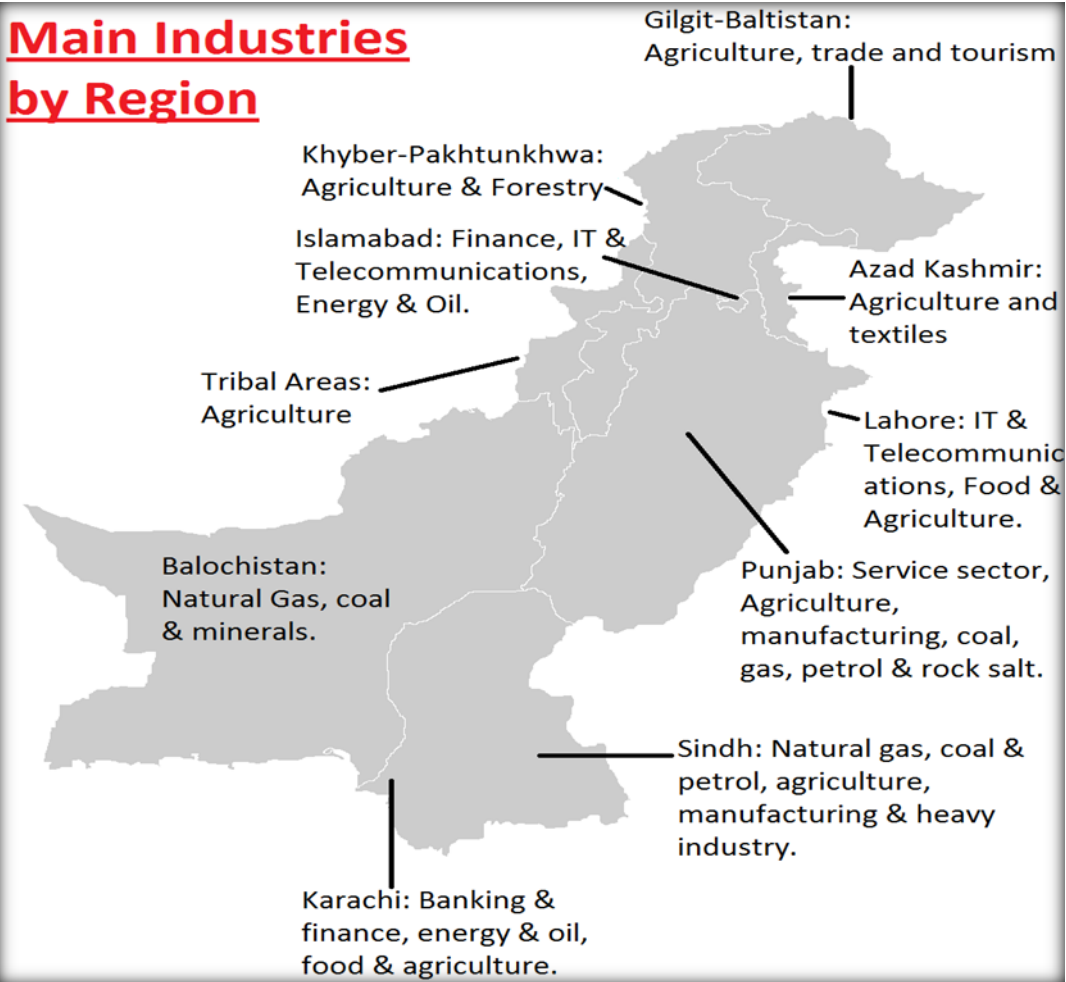 Main Industries
by Region
Gilgit-Baltistan:
Agriculture, trade and tourism
Khyber-Pakhtunkhwa:
Agriculture & Forestry
Islamabad: Finance, IT &
Telecommunications,
Energy & Oil.
Azad Kashmir:
Agriculture and
textiles
Tribal Areas:
Agriculture
Lahore: IT &
Telecommunic
ations, Food &
Agriculture.
Balochistan:
Natural Gas, coal
& minerals.
Punjab: Service sector,
Agriculture,
manufacturing, coal,
gas, petrol & rock salt.
Sindh: Natural gas, coal &
petrol, agriculture,
manufacturing & heavy
industry.
Karachi: Banking &
finance, energy & oil,
food & agriculture.